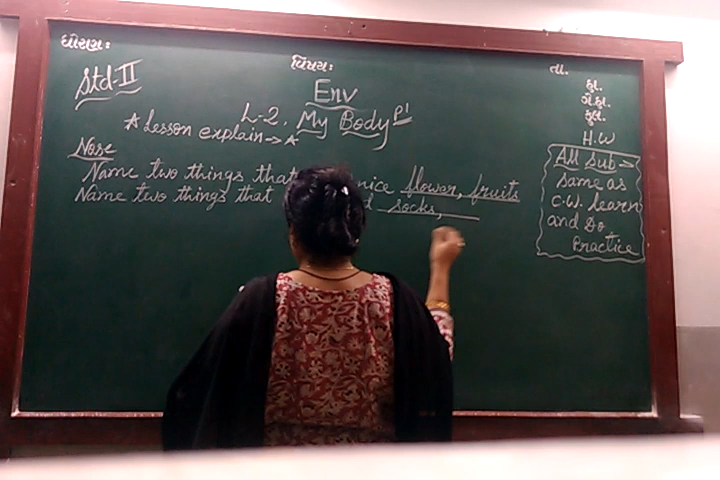 ધોરણ:
વિષય:
તા.
Std-II
Env
કુ.
ગે.હા.
કુલ.
L-2. My Body P1
* Lesson explain->*
H.W
Nose
All Sub->
same as
C.W. learn
and Do
Practice
Name two things that nice flower, fruits
Name two things that socks,